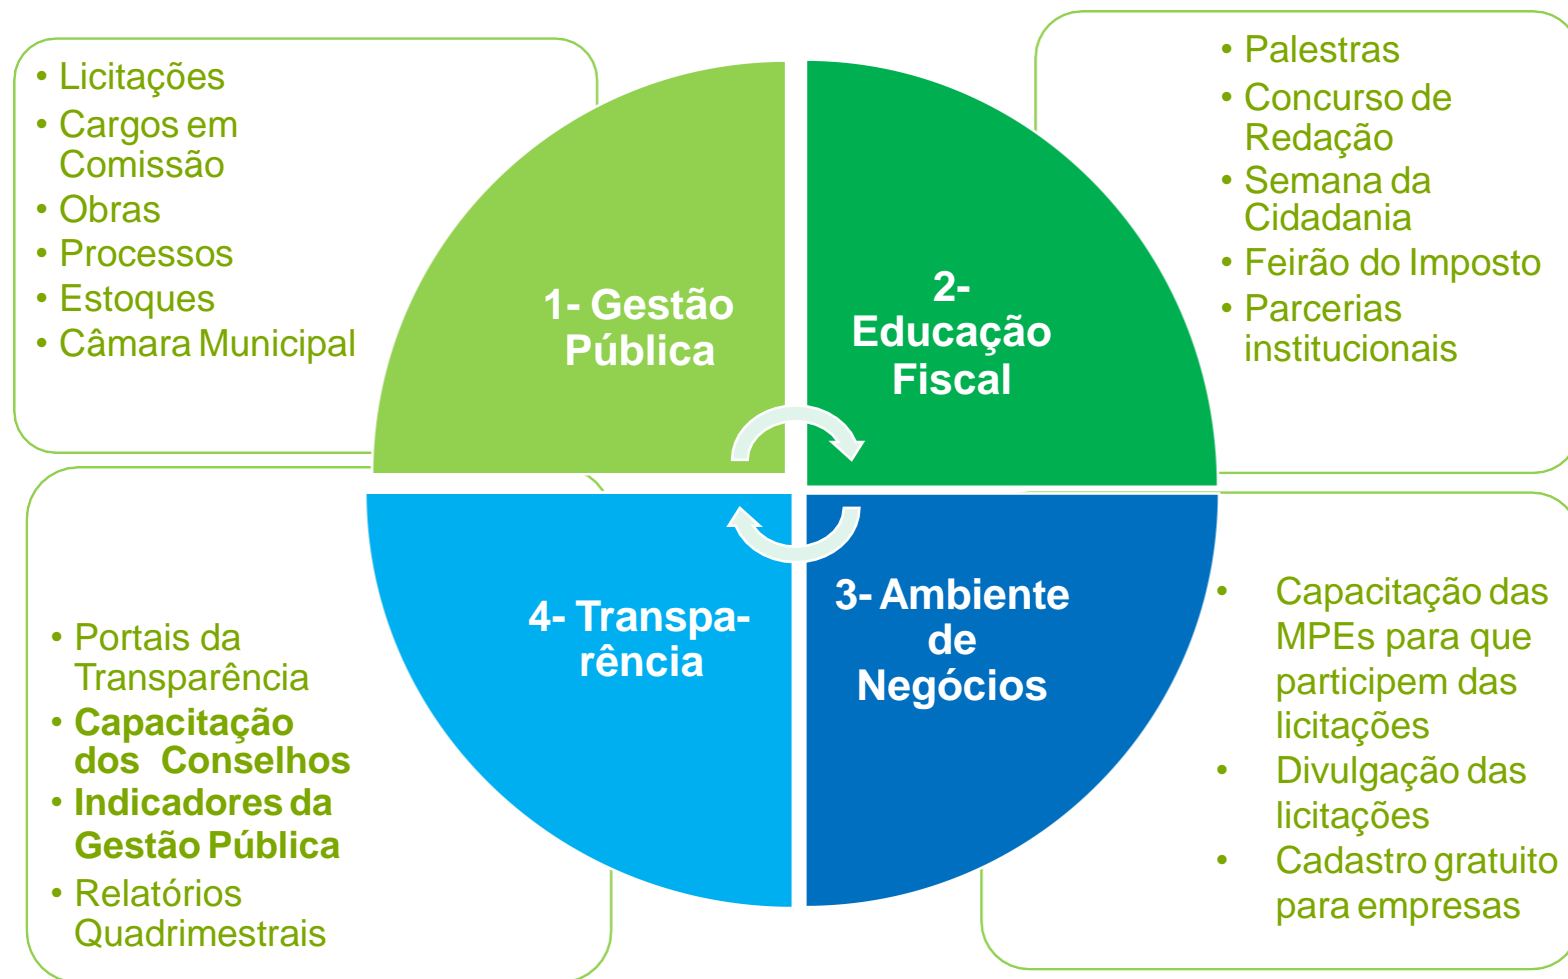 • Licitações
• Cargos em
Comissão
• Obras
• Processos
• Estoques
• Câmara Municipal
1- Gestão
Pública
2-
Educação
Fiscal
• Palestras
• Concurso de
Redação
• Semana da
Cidadania
• Feirão do Imposto
• Parcerias
institucionais
• Portais da
Transparência
• Capacitação
dos Conselhos
• Indicadores da
Gestão Pública
• Relatórios
Quadrimestrais
4- Transpa-
rência
3- Ambiente
de
Negócios
• Capacitação das
MPEs para que
participem das
licitações
• Divulgação das
licitações
• Cadastro gratuito
para empresas